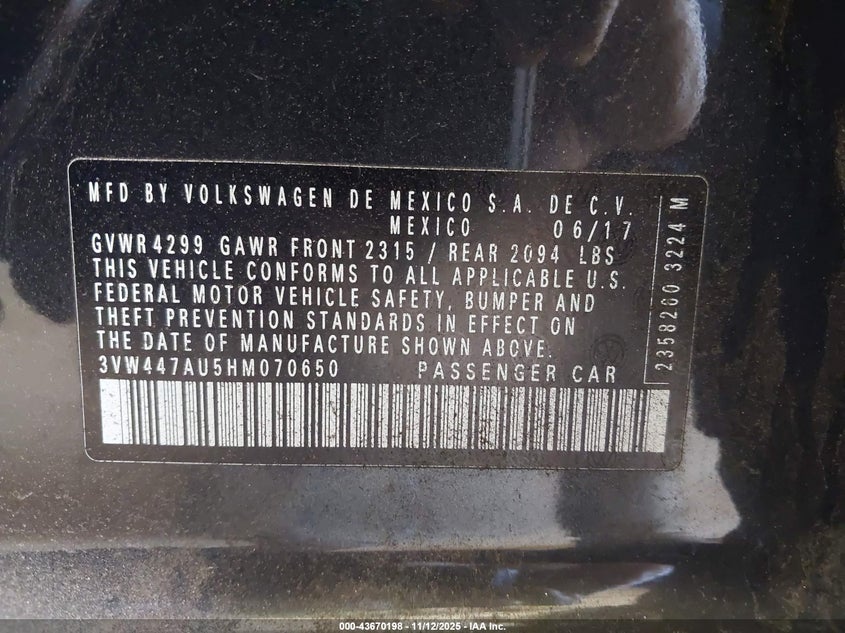 MFD BY VOLKSWAGEN DE MEXICO S.A. DE C.V.
MEXICO 06/17
GVWR 4299 GAWR FRONT 2315 / REAR 2094 LBS
THIS VEHICLE CONFORMS TO ALL APPLICABLE U.S.
FEDERAL MOTOR VEHICLE SAFETY, BUMPER AND
THEFT PREVENTION STANDARDS IN EFFECT ON
THE DATE OF MANUFACTURE SHOWN ABOVE.
3VW447AU5HM070650 PASSENGER CAR
2358200 3224 M
000-43670198 - 11/12/2025 - IAA Inc.